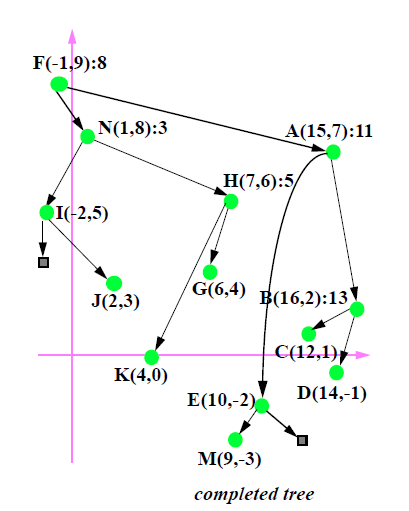 F(-1,9):8
N(1,8):3
A(15,7):11
H(7,6):5
I(-2,5)
G(6,4)
J(2,3)
B(16,2):13
C(12,1)
K(4,0)
D(14,-1)
E(10,-2)
M(9,-3)
completed tree